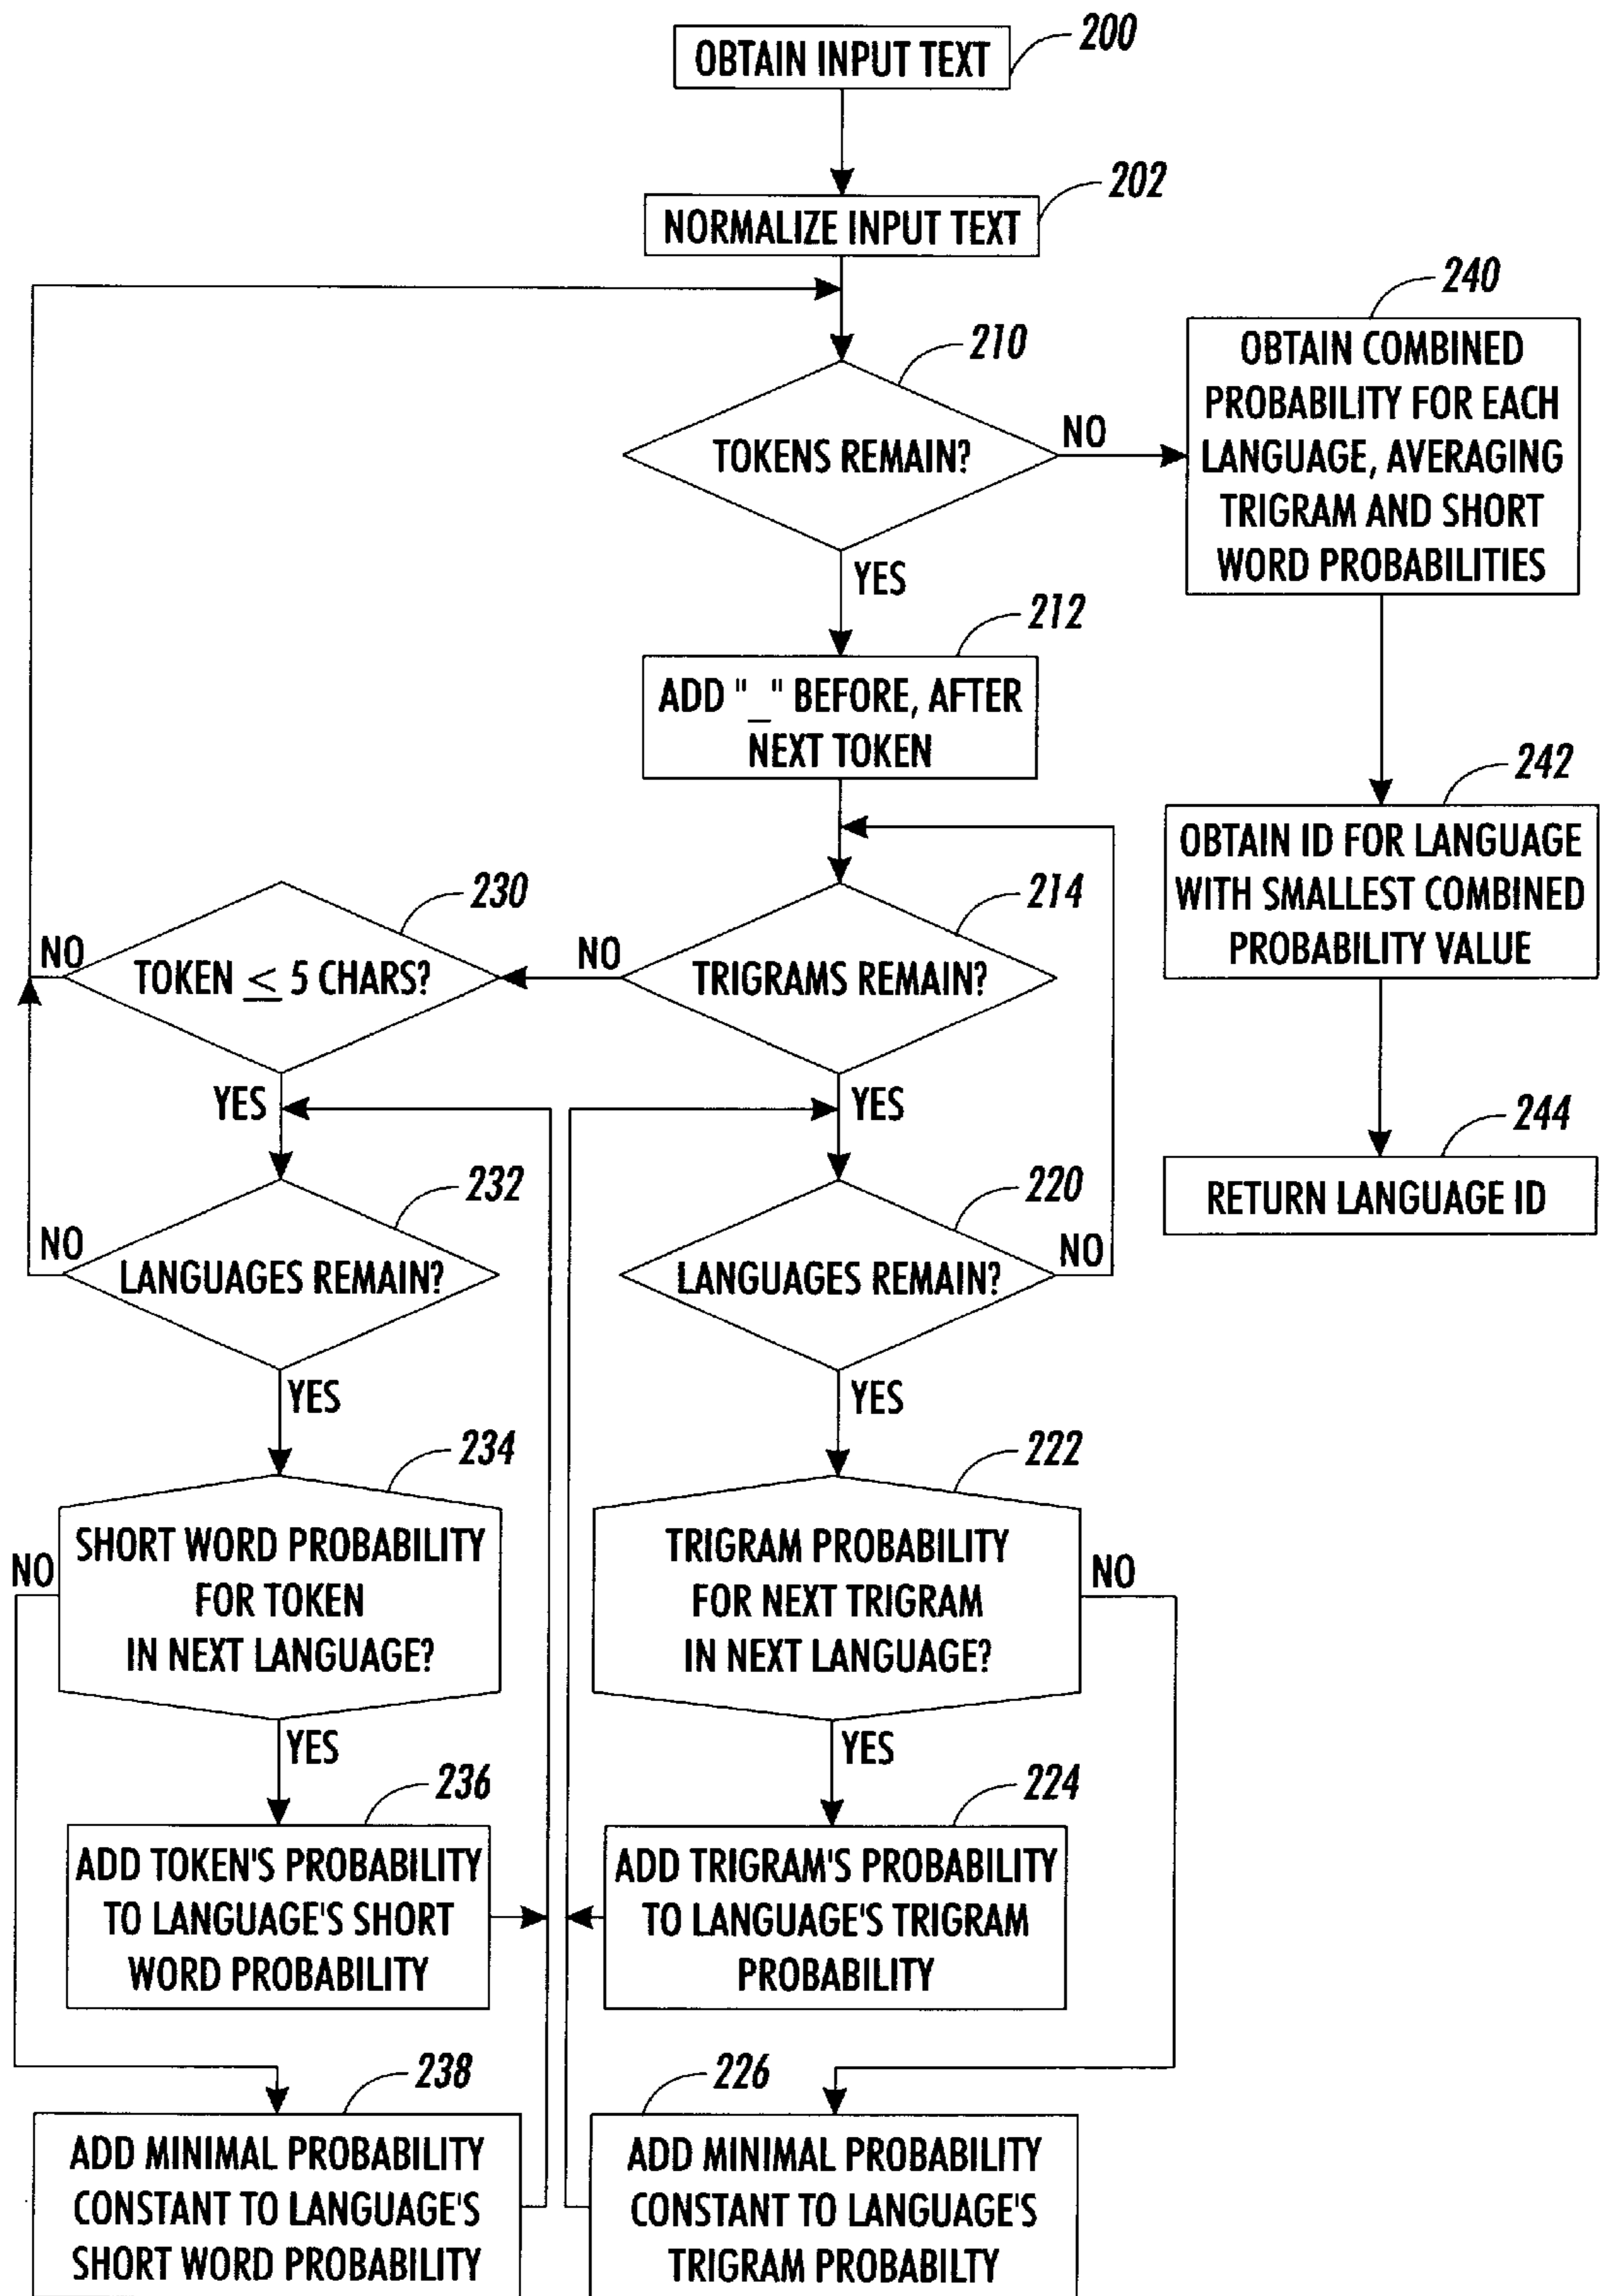 OBTAIN INPUT TEXT
200
NORMALIZE INPUT TEXT
202
TOKENS REMAIN?
210
NO
YES
OBTAIN COMBINED
PROBABILITY FOR EACH
LANGUAGE, AVERAGING
TRIGRAM AND SHORT
WORD PROBABILITIES
240
ADD "_" BEFORE, AFTER
NEXT TOKEN
212
OBTAIN ID FOR LANGUAGE
WITH SMALLEST COMBINED
PROBABILITY VALUE
242
TRIGRAMS REMAIN?
214
NO
YES
TOKEN ≤ 5 CHARS?
230
NO
YES
RETURN LANGUAGE ID
244
LANGUAGES REMAIN?
232
NO
YES
LANGUAGES REMAIN?
220
NO
YES
SHORT WORD PROBABILITY
FOR TOKEN
IN NEXT LANGUAGE?
234
NO
YES
TRIGRAM PROBABILITY
FOR NEXT TRIGRAM
IN NEXT LANGUAGE?
222
NO
YES
ADD TOKEN'S PROBABILITY
TO LANGUAGE'S SHORT
WORD PROBABILITY
236
ADD TRIGRAM'S PROBABILITY
TO LANGUAGE'S TRIGRAM
PROBABILITY
224
ADD MINIMAL PROBABILITY
CONSTANT TO LANGUAGE'S
SHORT WORD PROBABILITY
238
ADD MINIMAL PROBABILITY
CONSTANT TO LANGUAGE'S
TRIGRAM PROBABILTY
226